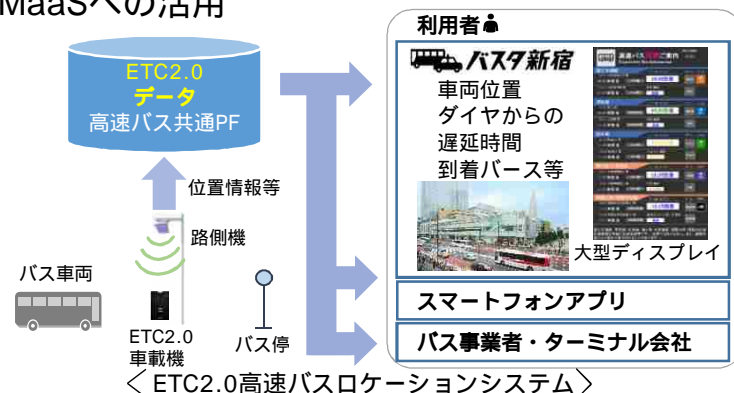 MaaSへの活用
ETC2.0
データ
高速バス共通PF
位置情報等
路側機
バス車両
ETC2.0
車載機
バス停
利用者
バスタ新宿
車両位置
ダイヤからの
遅延時間
到着バース等
大型ディスプレイ
スマートフォンアプリ
バス事業者・ターミナル会社
＜ETC2.0高速バスロケーションシステム＞